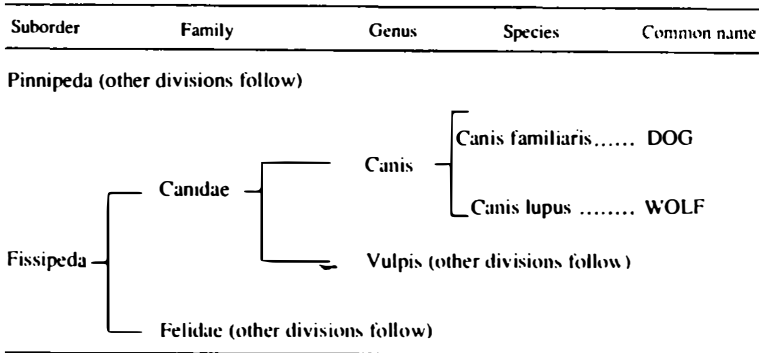 Suborder Family Genus Species Common name
Pinnipeda (other divisions follow)
Canis familiaris...... DOG
Canis
Canidae
Canis lupus ........ WOLF
Fissipeda Vulpis (other divisions follow)
Felidae (other divisions follow)